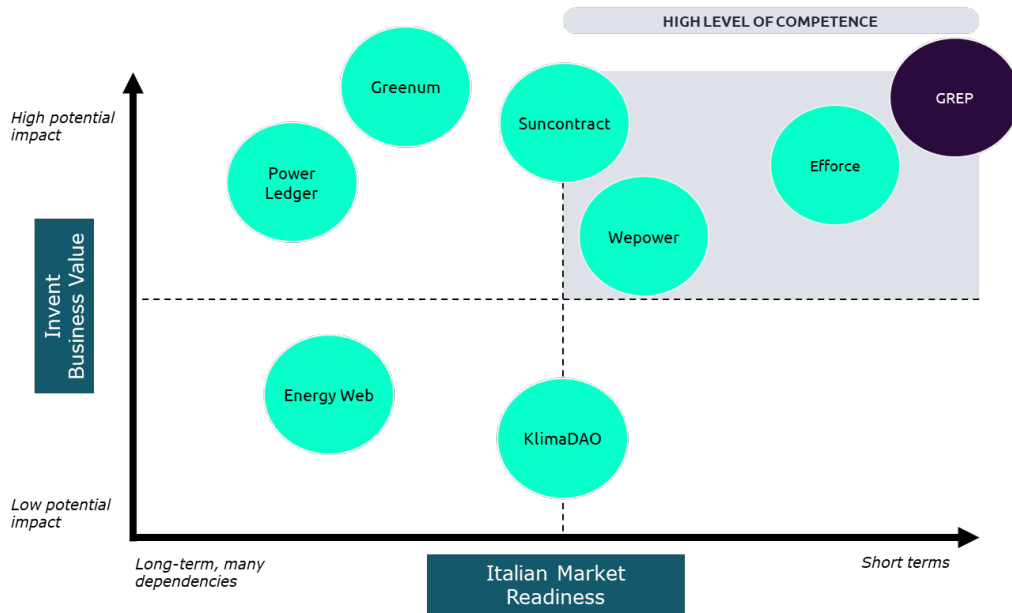 HIGH LEVEL OF COMPETENCE
Greenum
GREP
High potential
impact
Suncontract
Power
Ledger
Efforce
Wepower
Invent
Business Value
Energy Web
KlimaDAO
Low potential
impact
Long-term, many
dependencies
Short terms
Italian Market
Readiness